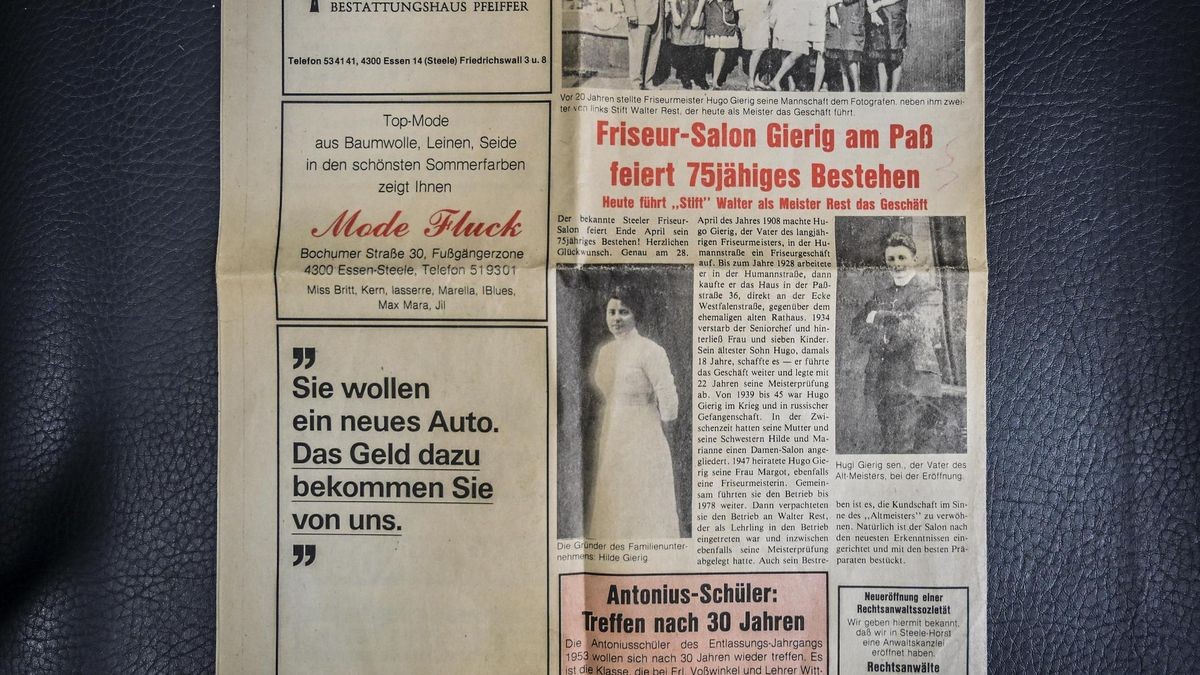 BESTATTUNGSHAUS PFEIFFER
Telefon 53 41 41, 4300 Essen 14 (Steele) Friedrichswall 3 u. 8
Top-Mode
aus Baumwolle, Leinen, Seide
in den schönsten Sommerfarben
zeigt Ihnen
Mode Fluck
Bochumer Straße 30, Fußgängerzone
4300 Essen-Steele, Telefon 51 9301
Miss Britt, Kern, lasserre, Marella, IBlues,
Max Mara, Jil
”
Sie wollen
ein neues Auto.
Das Geld dazu
bekommen Sie
von uns.
”
Vor 20 Jahren stellte Friseurmeister Hugo Gierig seine Mannschaft dem Fotografen. neben ihm zwei-
ter von links Stift Walter Rest, der heute als Meister das Geschäft führt.
Friseur-Salon Gierig am Paß
feiert 75jähiges Bestehen
Heute führt „Stift” Walter als Meister Rest das Geschäft
Der bekannte Steeler Friseur-
Salon feiert Ende April sein
75jähriges Bestehen! Herzlichen
Glückwunsch. Genau am 28.
Die Gründer des Familienunter-
nehmens: Hilde Gierig.
April des Jahres 1908 machte Hu-
go Gierig, der Vater des langjäh-
rigen Friseurmeisters, in der Hu-
mannstraße ein Friseurgeschäft
auf. Bis zum Jahre 1928 arbeitete
er in der Humannstraße, dann
kaufte er das Haus in der Paß-
straße 36, direkt an der Ecke
Westfalenstraße, gegenüber dem
ehemaligen alten Rathaus. 1934
verstarb der Seniorchef und hin-
terließ Frau und sieben Kinder.
Sein ältester Sohn Hugo, damals
18 Jahre, schaffte es — er führte
das Geschäft weiter und legte mit
22 Jahren seine Meisterprüfung
ab. Von 1939 bis 45 war Hugo
Gierig im Krieg und in russischer
Gefangenschaft. In der Zwi-
schenzeit hatten seine Mutter und
seine Schwestern Hilde und Ma-
rianne einen Damen-Salon ange-
gliedert. 1947 heiratete Hugo Gie-
rig seine Frau Margot, ebenfalls
eine Friseurmeisterin. Gemein-
sam führten sie den Betrieb bis
1978 weiter. Dann verpachteten
sie den Betrieb an Walter Rest,
der als Lehrling in den Betrieb
eingetreten war und inzwischen
ebenfalls seine Meisterprüfung
abgelegt hatte. Auch sein Bestre-
Hugi Gierig sen., der Vater des
Alt-Meisters, bei der Eröffnung.
ben ist es, die Kundschaft im Sin-
ne des „Altmeisters” zu verwöh-
nen. Natürlich ist der Salon nach
den neuesten Erkenntnissen ein-
gerichtet und mit den besten Prä-
paraten bestückt.
Antonius-Schüler:
Treffen nach 30 Jahren
Die Antoniusschüler des Entlassungs-Jahrgangs
1953 wollen sich nach 30 Jahren wieder treffen. Es
ist die Klasse, die bei Frl. Voßwinkel und Lehrer Witt-
Neueröffnung einer
Rechtsanwaltssozietät
Wir geben hiermit bekannt,
daß wir in Steele-Horst
eine Anwaltskanzlei
eröffnet haben.
Rechtsanwälte